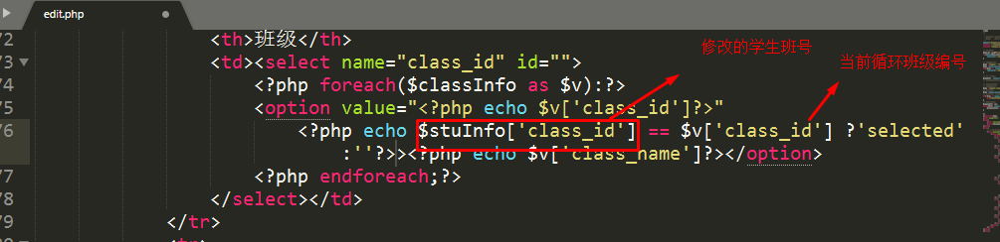 edit.php
72 <th>班级</th>
修改的学生班号
73 <td><select name="class_id" id="">
当前循环班级编号
74 <?php foreach($classInfo as $v):?>
75 <option value="<?php echo $v['class_id']?>"
76 <?php echo $stuInfo['class_id'] == $v['class_id'] ?'selected'
:''?>><?php echo $v['class_name']?></option>
77 <?php endforeach;?>
78 </select></td>
79 </tr>